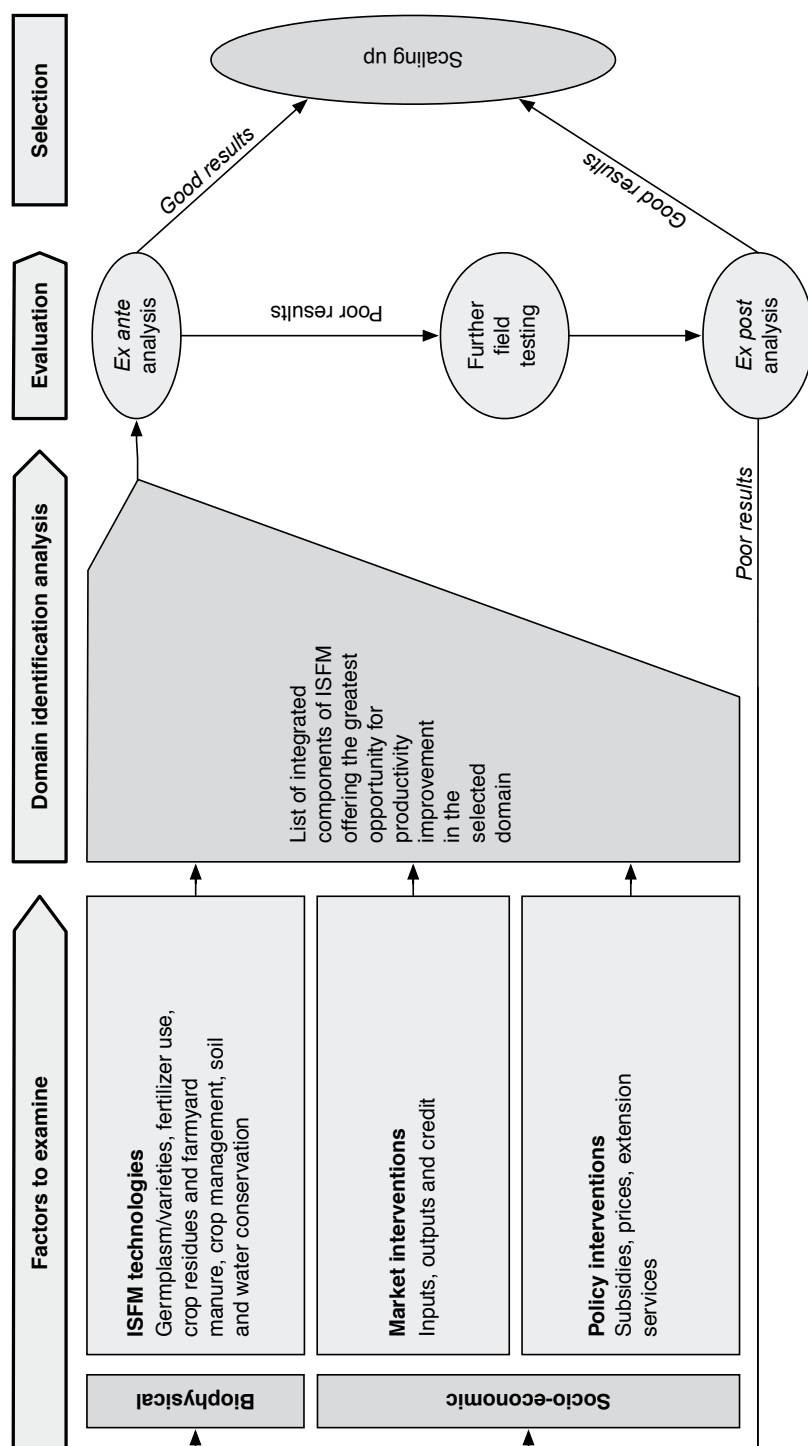 Factors to examine
Domain identification analysis
Evaluation
Selection
Biophysical
ISFM technologies
Germplasm/varieties, fertilizer use,
crop residues and farmyard
manure, crop management, soil
and water conservation
Socio-economic
Market interventions
Inputs, outputs and credit
Policy interventions
Subsidies, prices, extension
services
List of integrated
components of ISFM
offering the greatest
opportunity for
productivity
improvement
in the
selected
domain
Ex ante
analysis
Good results
Poor results
Further
field
testing
Ex post
analysis
Good results
Poor results
Scaling up